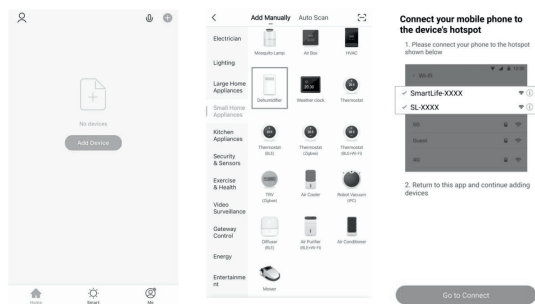 No devices
Add Device
Home
Smart
Me
Add Manually
Auto Scan
Electrician
Lighting
Large Home
Appliances
Small Home
Appliances
Kitchen
Appliances
Security
& Sensors
Exercise
& Health
Video
Surveillance
Gateway
Control
Energy
Entertainme
nt
Mosquito Lamp
Air Box
HVAC
Dehumidifier
Weather clock
Thermostat
Thermostat
(BLE)
Thermostat
(Zigbee)
Thermostat
(BLE+Wi-Fi)
TRV
(Zigbee)
Air Cooler
Robot Vacuum
(PC)
Diffuser
(BLE)
Air Purifier
(BLE+Wi-Fi)
Air Conditioner
Mower
Connect your mobile phone to
the device's hotspot
1. Please connect your phone to the hotspot
shown below
Wi-Fi
SmartLife-XXXX
SL-XXXX
Guest
2. Return to this app and continue adding
devices
Go to Connect